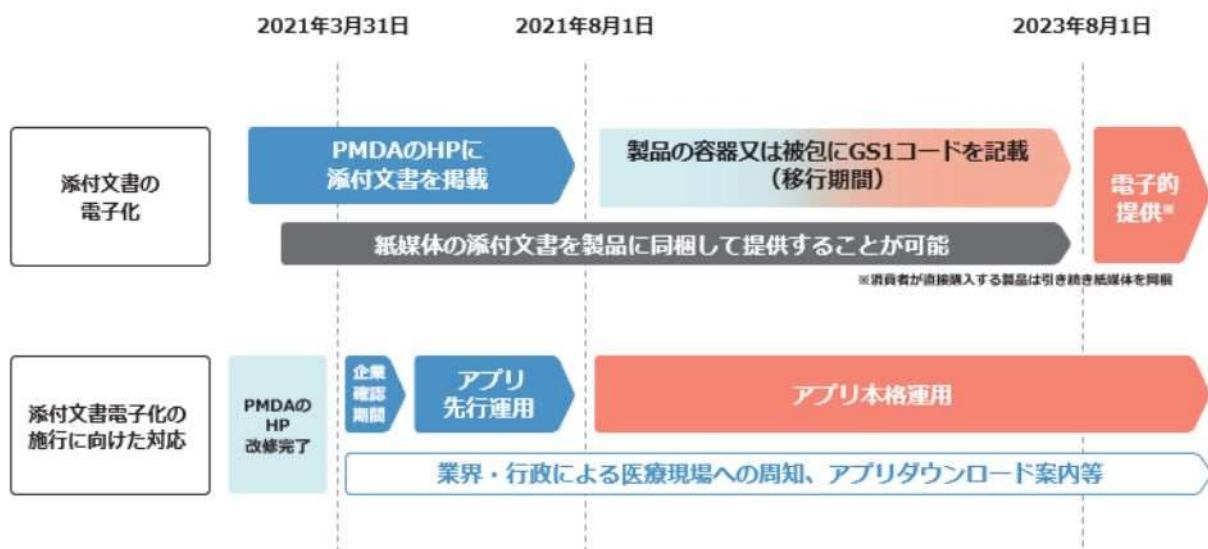 2021年3月31日
2021年8月1日
2023年8月1日
添付文書の
電子化
PMDAのHPに
添付文書を掲載
製品の容器又は被包にGS1コードを記載
（移行期間）
電子的
提供※
紙媒体の添付文書を製品に同梱して提供することが可能
※消費者が直接購入する製品は引き続き紙媒体を同梱
添付文書電子化の
施行に向けた対応
PMDAの
HP
改修完了
企業
確認
期間
アプリ
先行運用
アプリ本格運用
業界・行政による医療現場への周知、アプリダウンロード案内等